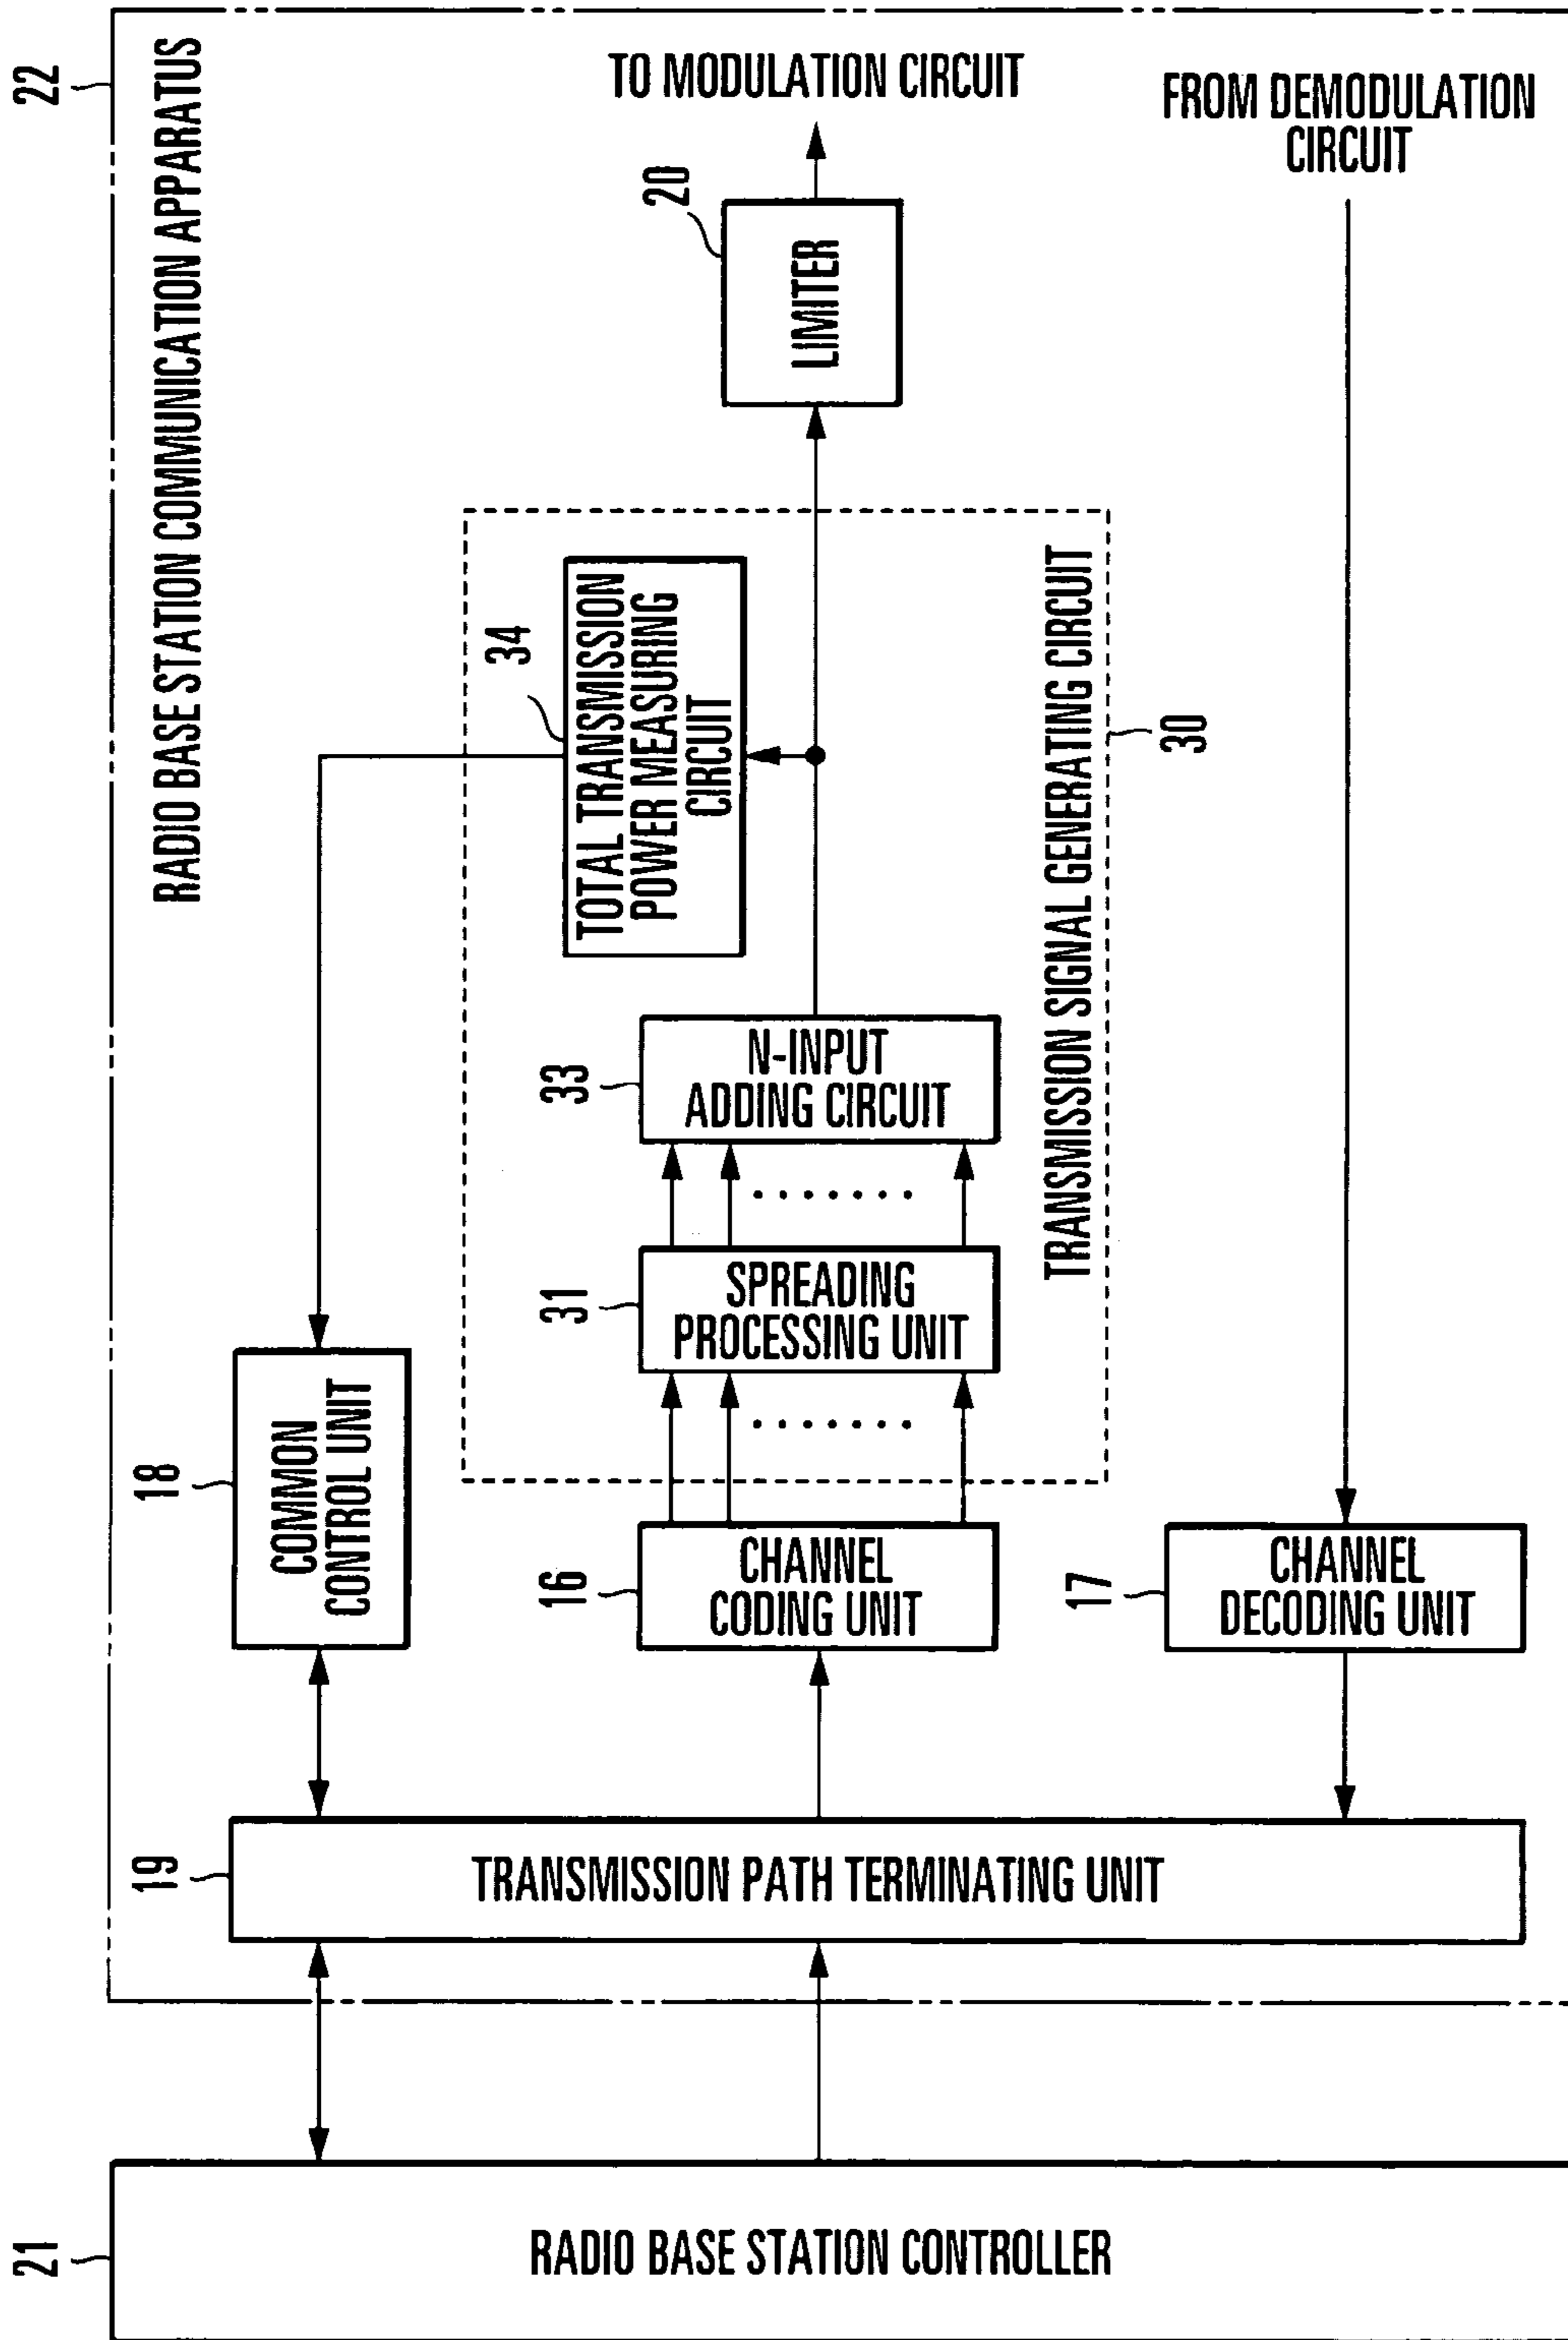 22
RADIO BASE STATION COMMUNICATION APPARATUS
21
RADIO BASE STATION CONTROLLER
19
TRANSMISSION PATH TERMINATING UNIT
18
COMMON
CONTROL UNIT
16
CHANNEL
CODING UNIT
17
CHANNEL
DECODING UNIT
31
SPREADING
PROCESSING UNIT
33
N-INPUT
ADDING CIRCUIT
34
TOTAL TRANSMISSION
POWER MEASURING
CIRCUIT
TRANSMISSION SIGNAL GENERATING CIRCUIT
30
20
LIMITER
TO MODULATION CIRCUIT
FROM DEMODULATION
CIRCUIT